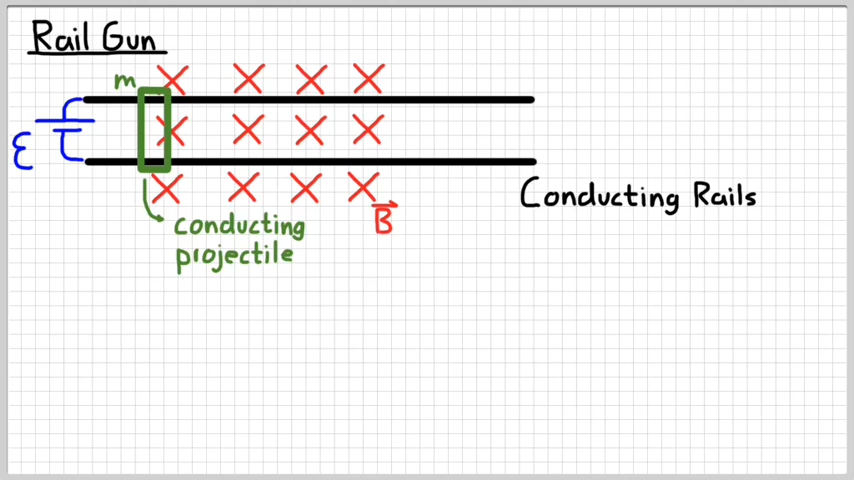 Rail Gun
m
ε
Conducting Rails
B
conducting
projectile